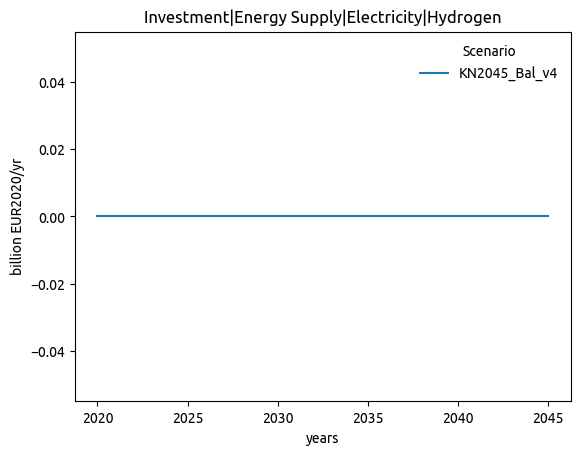 Investment|Energy Supply|Electricity|Hydrogen
Scenario
KN2045_Bal_v4
0.04
0.02
0.00
−0.02
−0.04
billion EUR2020/yr
2020 2025 2030 2035 2040 2045
years